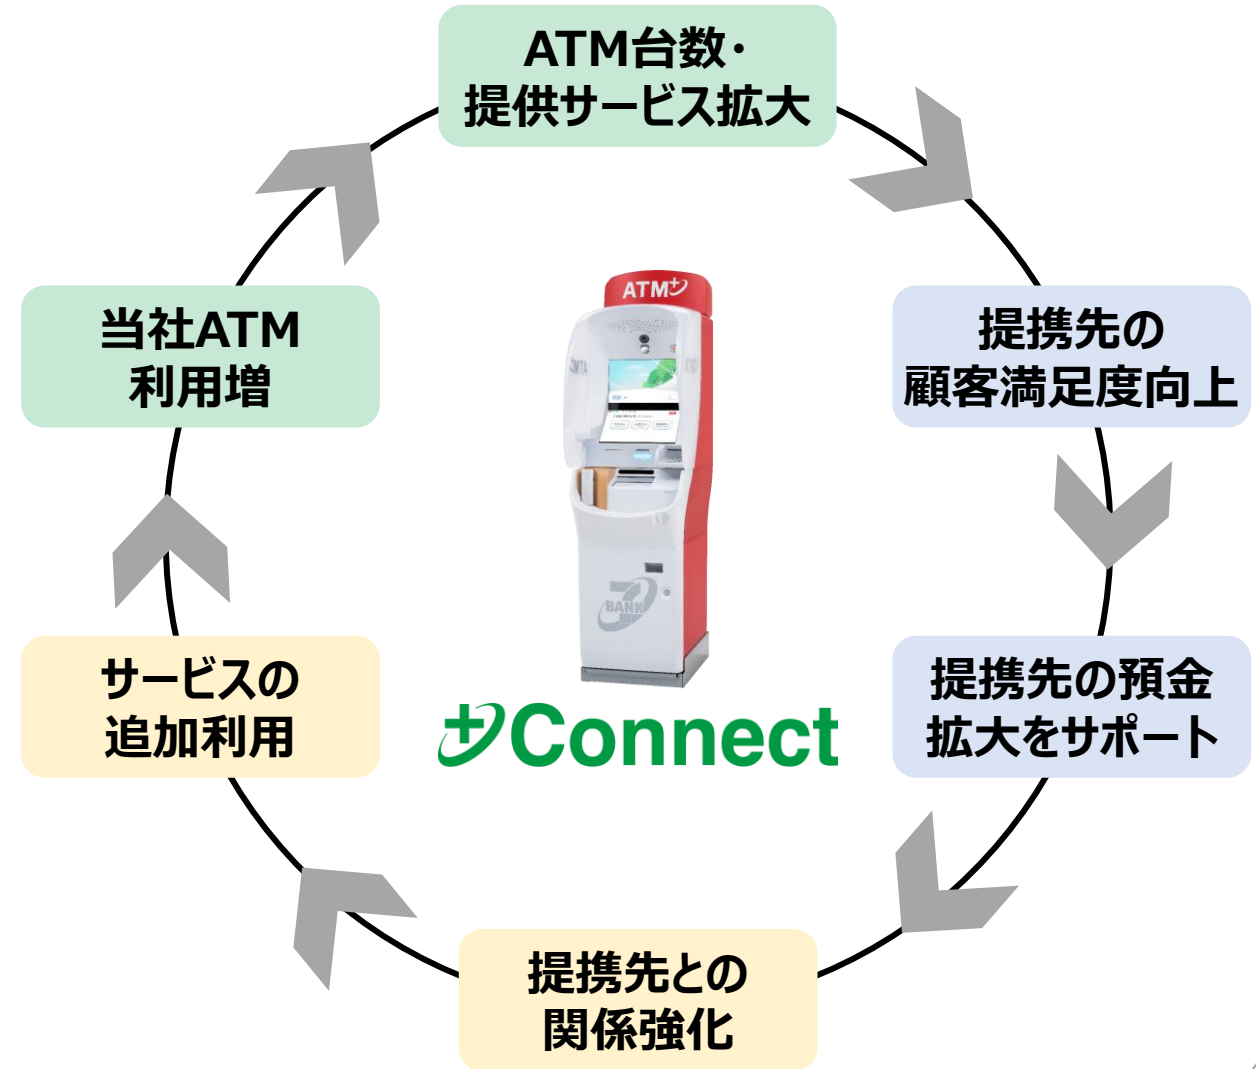 ATM台数・
提供サービス拡大
提携先の
顧客満足度向上
提携先の預金
拡大をサポート
提携先との
関係強化
サービスの
追加利用
当社ATM
利用増
ATM+
BANK
+Connect